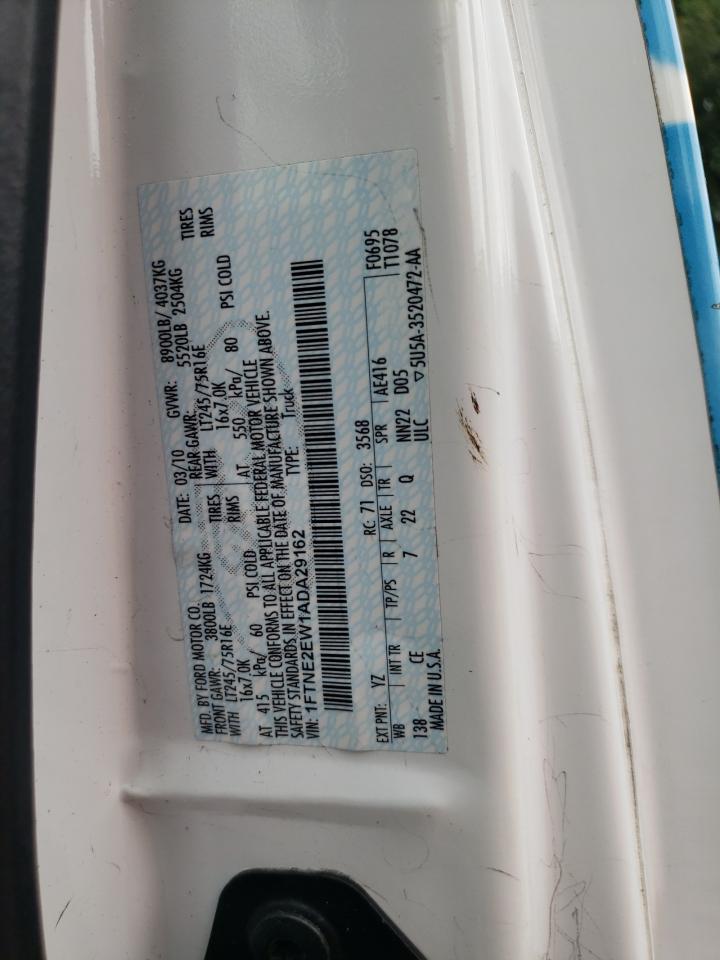 MFD. BY FORD MOTOR CO. DATE: 03/10 GVWR: 8900LB/ 4037KG
FRONT GAWR: 3800LB 1724KG REAR GAWR: 5520LB 2504KG
WITH LT245/75R16E TIRES WITH LT245/75R16E TIRES
16x7.0K RIMS 16x7.0K RIMS
AT 415 kPa/ 60 PSI COLD AT 550 kPa/ 80 PSI COLD
THIS VEHICLE CONFORMS TO ALL APPLICABLE FEDERAL MOTOR VEHICLE
SAFETY STANDARDS IN EFFECT ON THE DATE OF MANUFACTURE SHOWN ABOVE.
VIN: 1FTNE2EW1ADA29162 TYPE: Truck
F0695
EXT PNT: YZ RC: 71 DSO: 3568 T1078
WB INT TR TP/PS R AXLE TR SPR AE416
138 CE 7 22 Q NN22 D05
MADE IN U.S.A. ULC ▽5U5A-3520472-AA